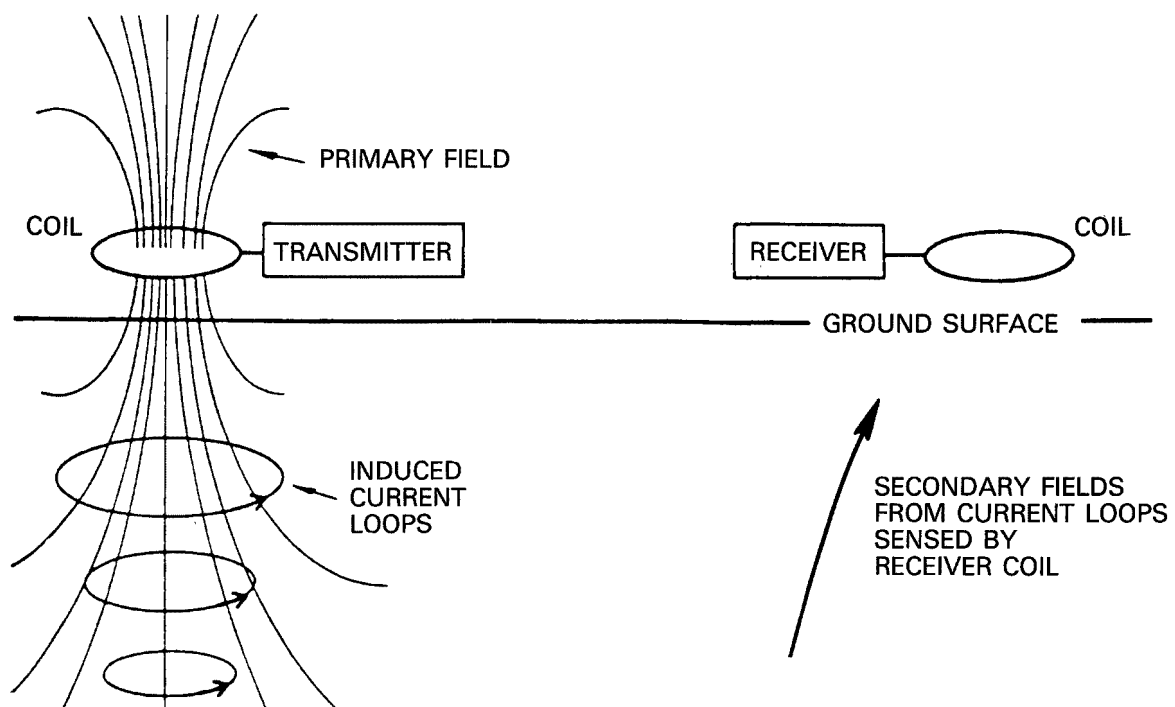 PRIMARY FIELD
COIL
TRANSMITTER
RECEIVER
COIL
GROUND SURFACE
INDUCED
CURRENT
LOOPS
SECONDARY FIELDS
FROM CURRENT LOOPS
SENSED BY
RECEIVER COIL